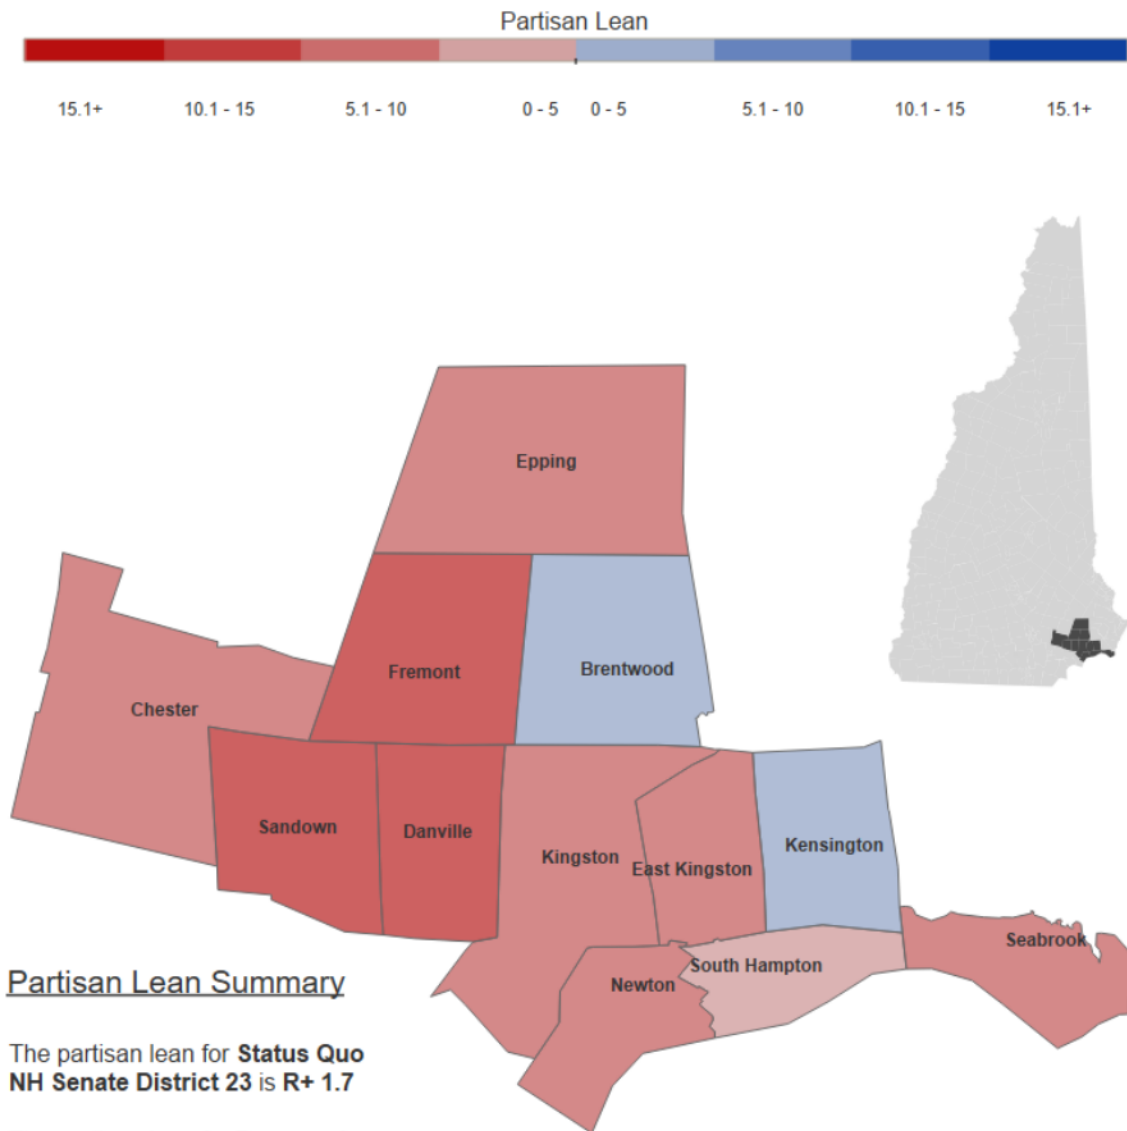 Partisan Lean
15.1+ 10.1 - 15 5.1 - 10 0 - 5 0 - 5 5.1 - 10 10.1 - 15 15.1+
Epping
Fremont
Brentwood
Chester
Sandown
Danville
Kingston
East Kingston
Kensington
Seabrook
South Hampton
Newton
Partisan Lean Summary
The partisan lean for Status Quo
NH Senate District 23 is R+ 1.7